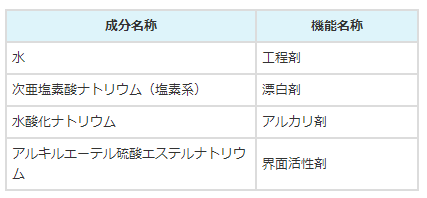 成分名称 機能名称
水 工程剤
次亜塩素酸ナトリウム（塩素系） 漂白剤
水酸化ナトリウム アルカリ剤
アルキルエーテル硫酸エステルナトリウ 界面活性剤
ム